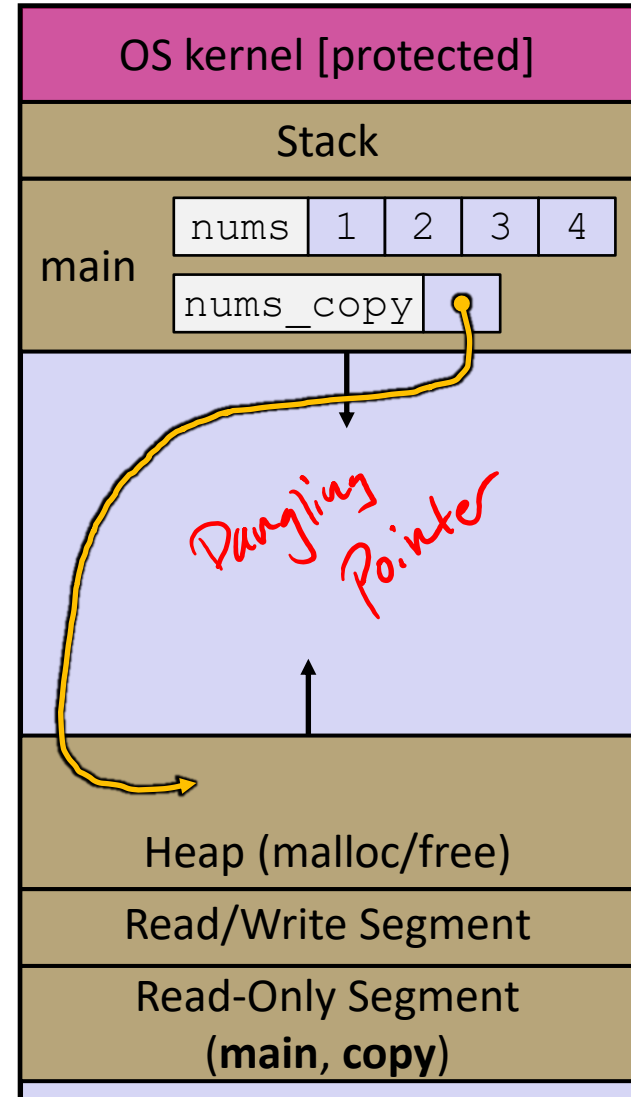 OS kernel [protected]
Stack
main
nums 1 2 3 4
nums_copy
Dangling
Pointer
Heap (malloc/free)
Read/Write Segment
Read-Only Segment
(main, copy)